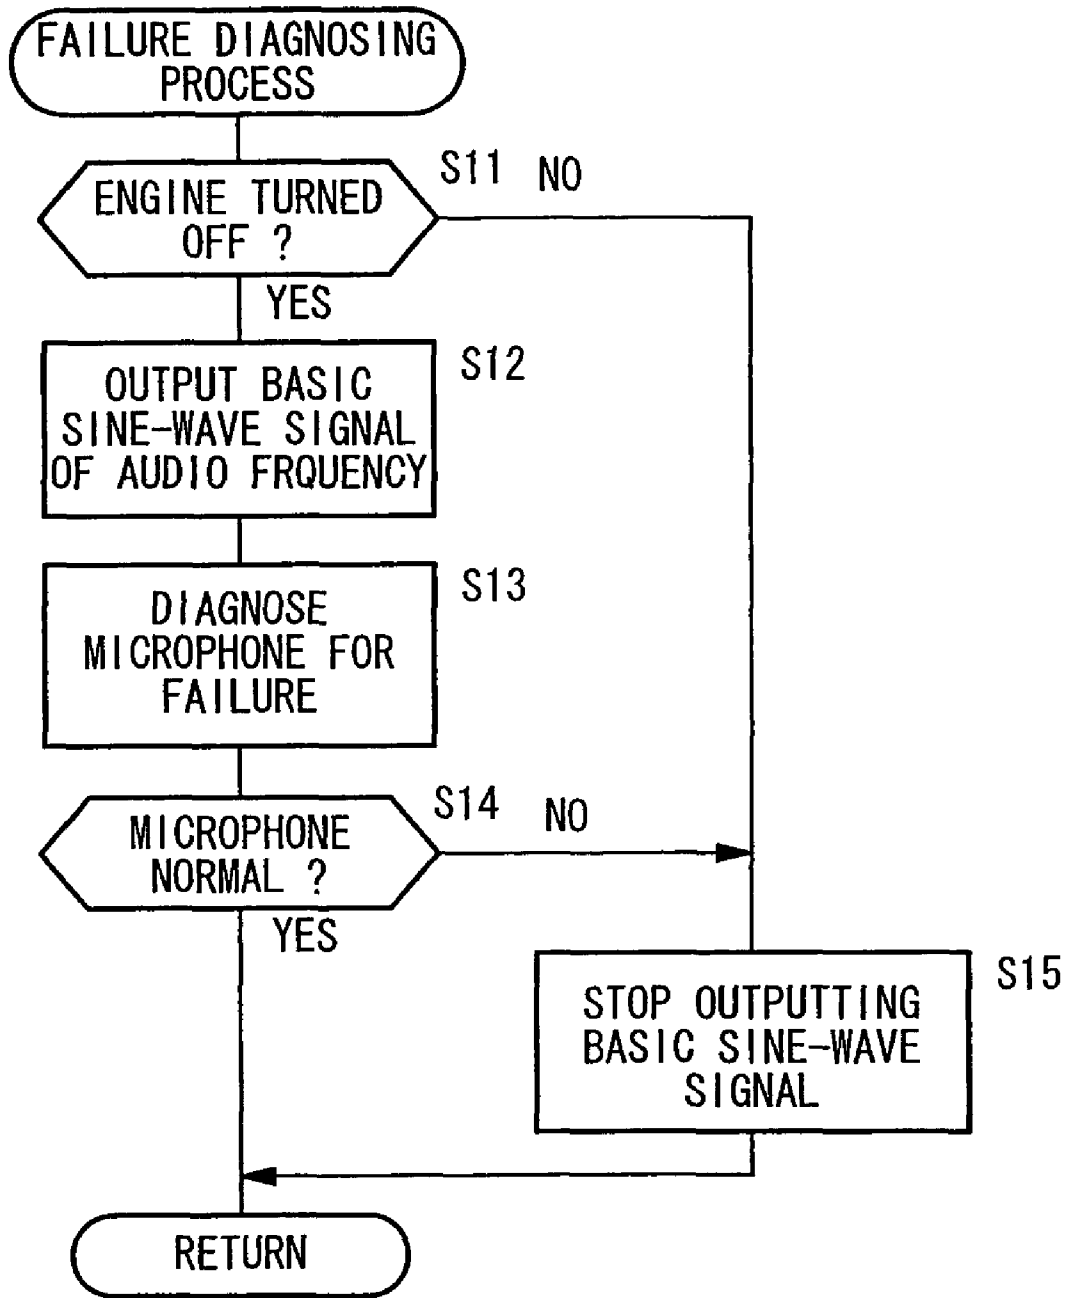 FAILURE DIAGNOSING
PROCESS
S11
NO
ENGINE TURNED
OFF ?
YES
S12
OUTPUT BASIC
SINE-WAVE SIGNAL
OF AUDIO FRQUENCY
S13
DIAGNOSE
MICROPHONE FOR
FAILURE
S14
NO
MICROPHONE
NORMAL ?
YES
S15
STOP OUTPUTTING
BASIC SINE-WAVE
SIGNAL
RETURN